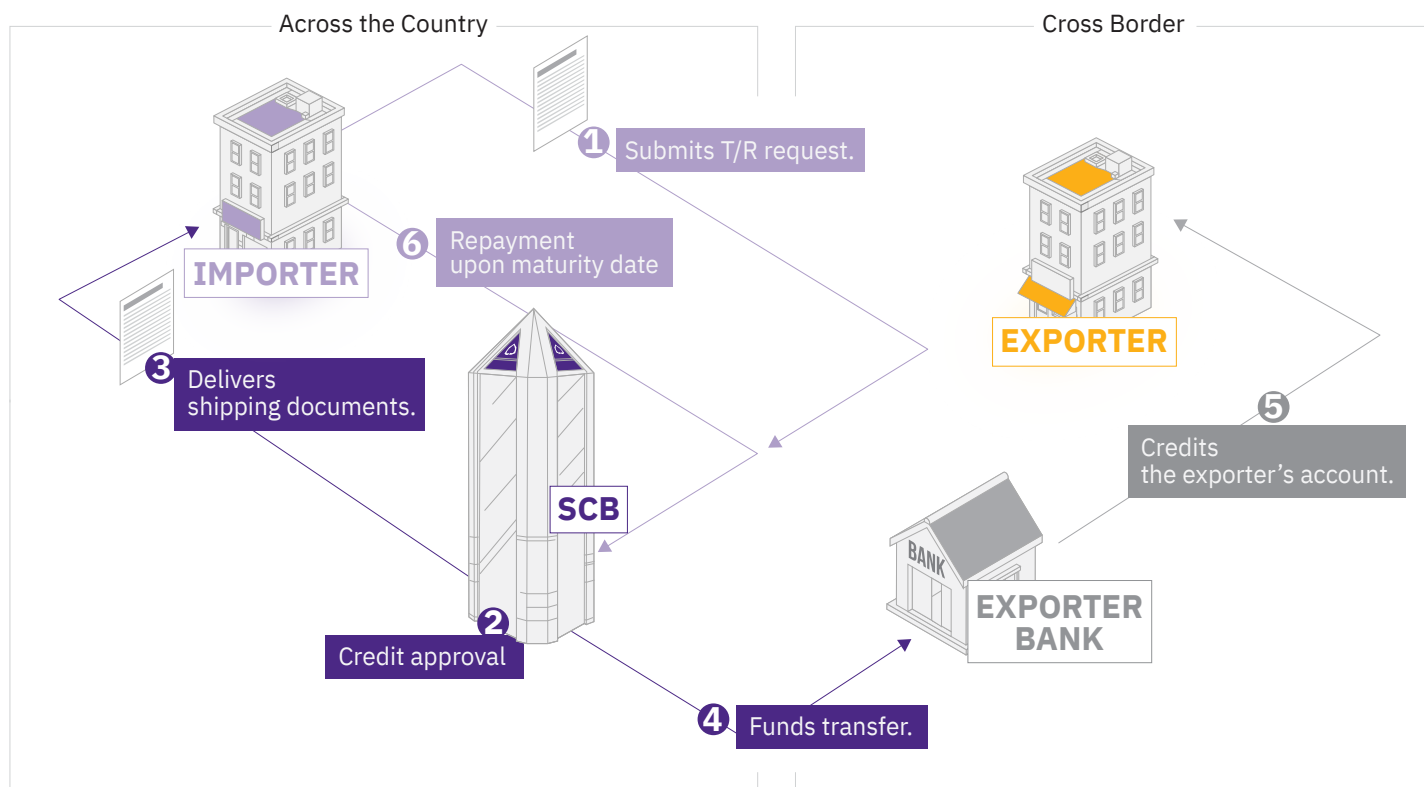 Across the Country
Cross Border
1
Submits T/R request.
6
Repayment
upon maturity date
IMPORTER
EXPORTER
3
Delivers
shipping documents.
5
Credits
the exporter’s account.
SCB
BANK
EXPORTER
BANK
2
Credit approval
4
Funds transfer.